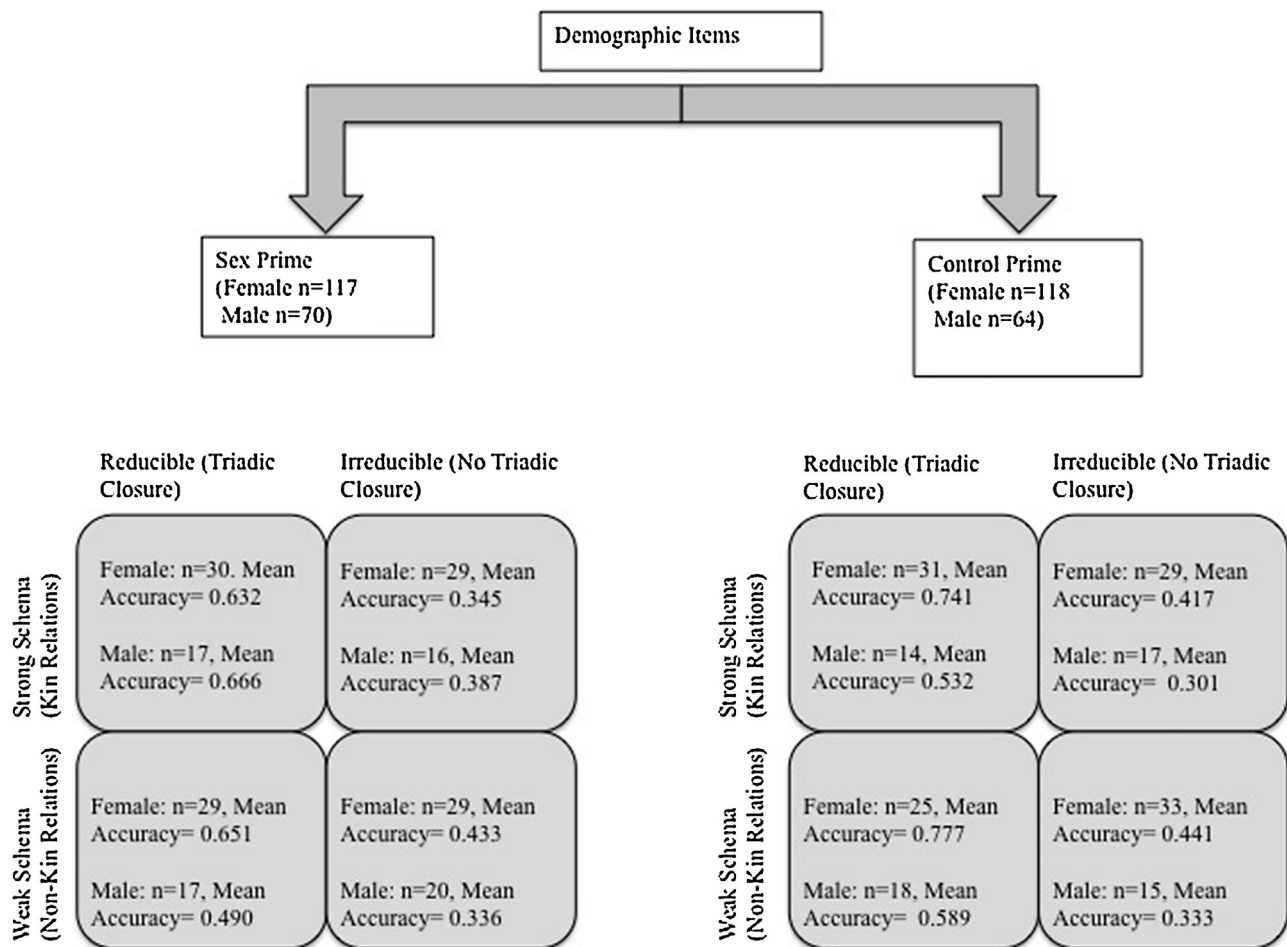 Demographic Items
Sex Prime
(Female n=117
Male n=70)
Control Prime
(Female n=118
Male n=64)
Reducible (Triadic
Closure)
Irreducible (No Triadic
Closure)
Strong Schema
(Kin Relations)
Female: n=30. Mean
Accuracy= 0.632
Male: n=17, Mean
Accuracy= 0.666
Female: n=29, Mean
Accuracy= 0.345
Male: n=16, Mean
Accuracy= 0.387
Weak Schema
(Non-Kin Relations)
Female: n=29, Mean
Accuracy= 0.651
Male: n=17, Mean
Accuracy= 0.490
Female: n=29, Mean
Accuracy= 0.433
Male: n=20, Mean
Accuracy= 0.336
Reducible (Triadic
Closure)
Irreducible (No Triadic
Closure)
Strong Schema
(Kin Relations)
Female: n=31, Mean
Accuracy= 0.741
Male: n=14, Mean
Accuracy= 0.532
Female: n=29, Mean
Accuracy= 0.417
Male: n=17, Mean
Accuracy= 0.301
Weak Schema
(Non-Kin Relations)
Female: n=25, Mean
Accuracy= 0.777
Male: n=18, Mean
Accuracy= 0.589
Female: n=33, Mean
Accuracy= 0.441
Male: n=15, Mean
Accuracy= 0.333